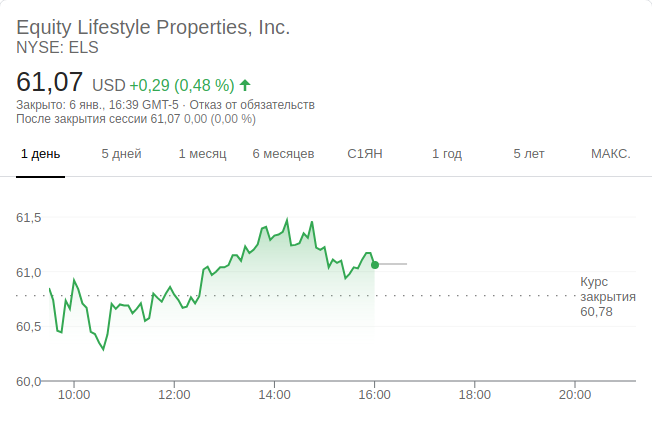 Equity Lifestyle Properties, Inc.
NYSE: ELS
61,07 USD +0,29 (0,48 %)
Закрыто: 6 янв., 16:39 GMT-5 · Отказ от обязательств
После закрытия сессии 61,07 0,00 (0,00 %)
1 день 5 дней 1 месяц 6 месяцев С1ЯН 1 год 5 лет МАКС.
61,5
61,0
Курс
закрытия
60,78
60,5
60,0
10:00 12:00 14:00 16:00 18:00 20:00